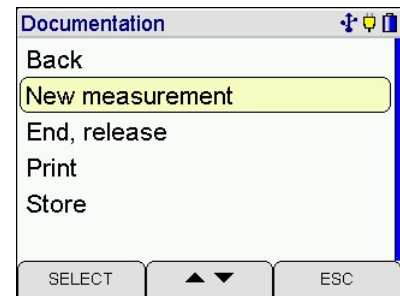 Documentation
Back
New measurement
End, release
Print
Store
SELECT ▲ ▼ ESC